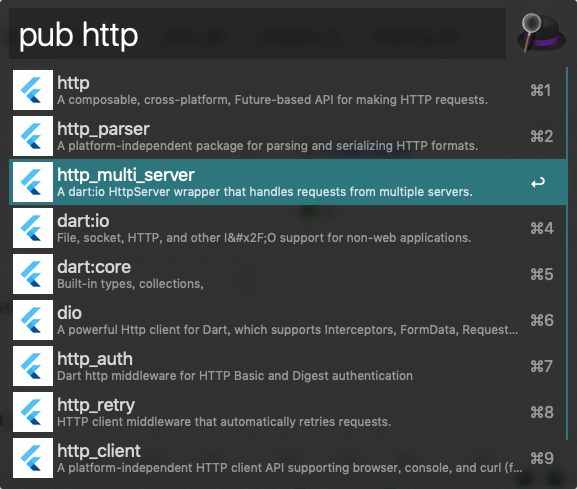 pub http
http
A composable, cross-platform, Future-based API for making HTTP requests.
⌘1
http_parser
A platform-independent package for parsing and serializing HTTP formats.
⌘2
http_multi_server
A dart:io HttpServer wrapper that handles requests from multiple servers.
↩
dart:io
File, socket, HTTP, and other I&#x2F;O support for non-web applications.
⌘4
dart:core
Built-in types, collections,
⌘5
dio
A powerful Http client for Dart, which supports Interceptors, FormData, Request...
⌘6
http_auth
Dart http middleware for HTTP Basic and Digest authentication
⌘7
http_retry
HTTP client middleware that automatically retries requests.
⌘8
http_client
A platform-independent HTTP client API supporting browser, console, and curl (f...
⌘9